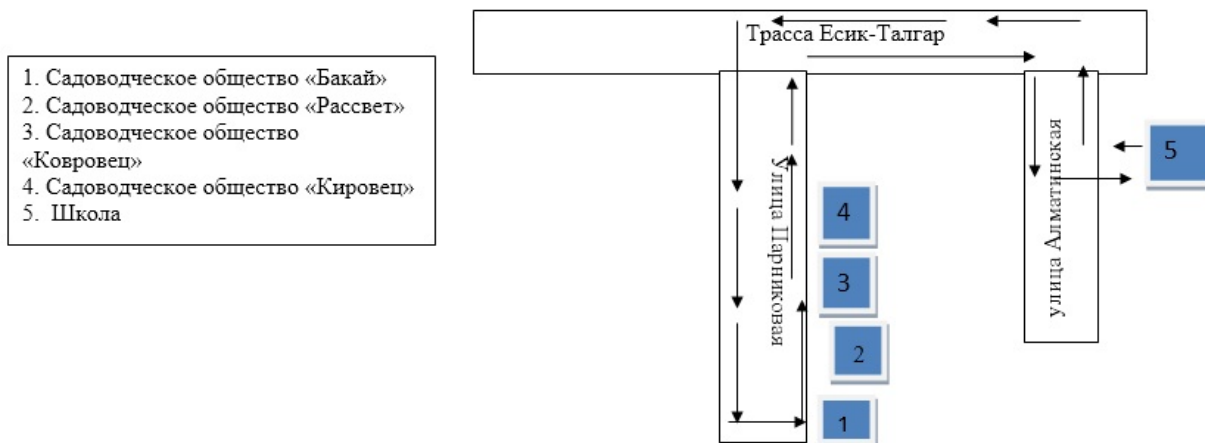 1. Садоводческое общество «Бакай»
2. Садоводческое общество «Рассвет»
3. Садоводческое общество
«Ковровец»
4. Садоводческое общество «Кировец»
5. Школа
Трасса Есик-Талгар
Улица Парниковая
улица Алматинская
5
4
3
2
1